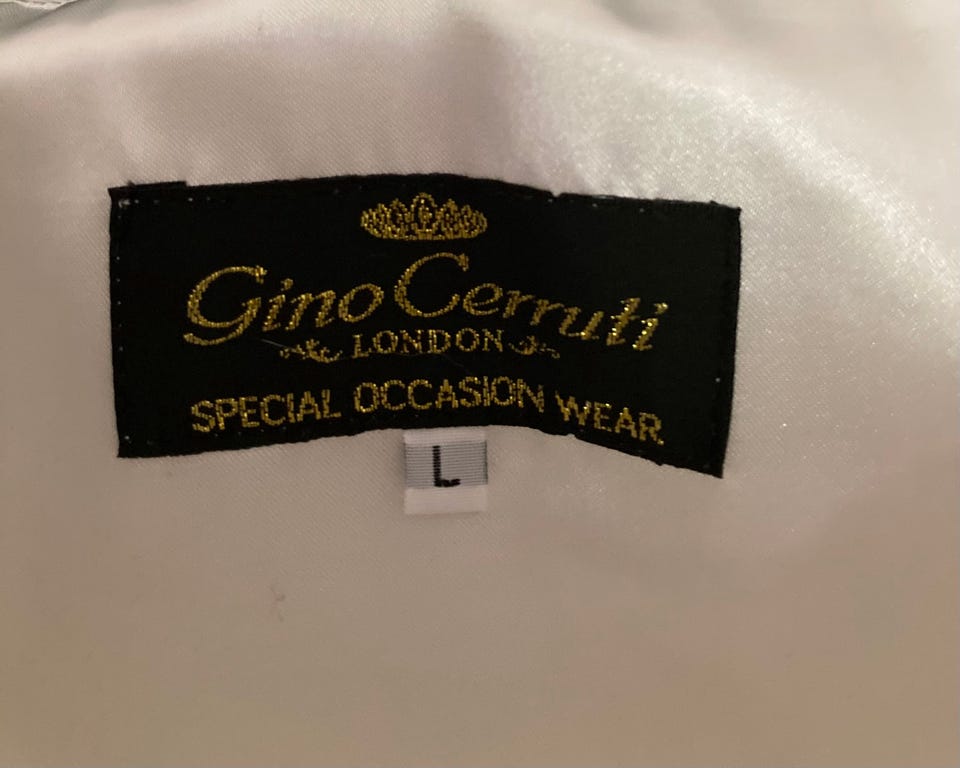 Gino Cerruti
LONDON
SPECIAL OCCASION WEAR
L